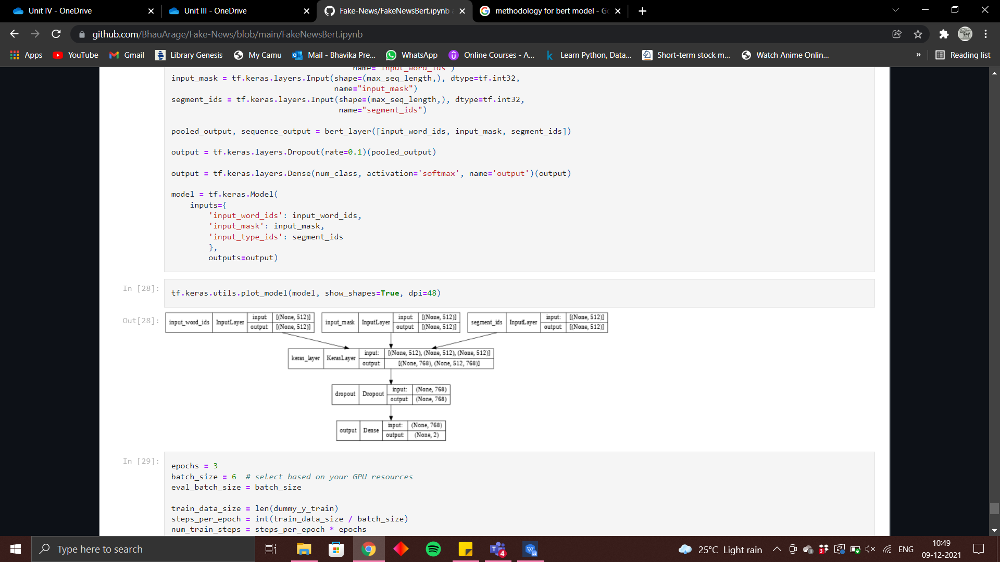 Unit IV - OneDrive
Unit III - OneDrive
Fake-News/FakeNewsBert.ipynb
methodology for bert model - Go
github.com/BhauArage/Fake-News/blob/main/FakeNewsBert.ipynb
Apps
YouTube
Gmail
Library Genesis
My Camu
Mail - Bhavika Pre...
WhatsApp
Online Courses - A...
Learn Python, Data...
Short-term stock m...
Watch Anime Onlin...
»
Reading list
name="input_word_ids")
input_mask = tf.keras.layers.Input(shape=(max_seq_length,), dtype=tf.int32,
name="input_mask")
segment_ids = tf.keras.layers.Input(shape=(max_seq_length,), dtype=tf.int32,
name="segment_ids")
pooled_output, sequence_output = bert_layer([input_word_ids, input_mask, segment_ids])
output = tf.keras.layers.Dropout(rate=0.1)(pooled_output)
output = tf.keras.layers.Dense(num_class, activation='softmax', name='output')(output)
model = tf.keras.Model(
inputs={
'input_word_ids': input_word_ids,
'input_mask': input_mask,
'input_type_ids': segment_ids
},
outputs=output)
In [28]:
tf.keras.utils.plot_model(model, show_shapes=True, dpi=48)
Out[28]:
input_word_ids InputLayer input: [(None, 512)] output: [(None, 512)]
input_mask InputLayer input: [(None, 512)] output: [(None, 512)]
segment_ids InputLayer input: [(None, 512)] output: [(None, 512)]
keras_layer KerasLayer input: [(None, 512), (None, 512), (None, 512)] output: [(None, 768), (None, 512, 768)]
dropout Dropout input: (None, 768) output: (None, 768)
output Dense input: (None, 768) output: (None, 2)
In [29]:
epochs = 3
batch_size = 6  # select based on your GPU resources
eval_batch_size = batch_size
train_data_size = len(dummy_y_train)
steps_per_epoch = int(train_data_size / batch_size)
num_train_steps = steps_per_epoch * epochs
Type here to search
4
25°C Light rain
3
ENG
10:49
09-12-2021